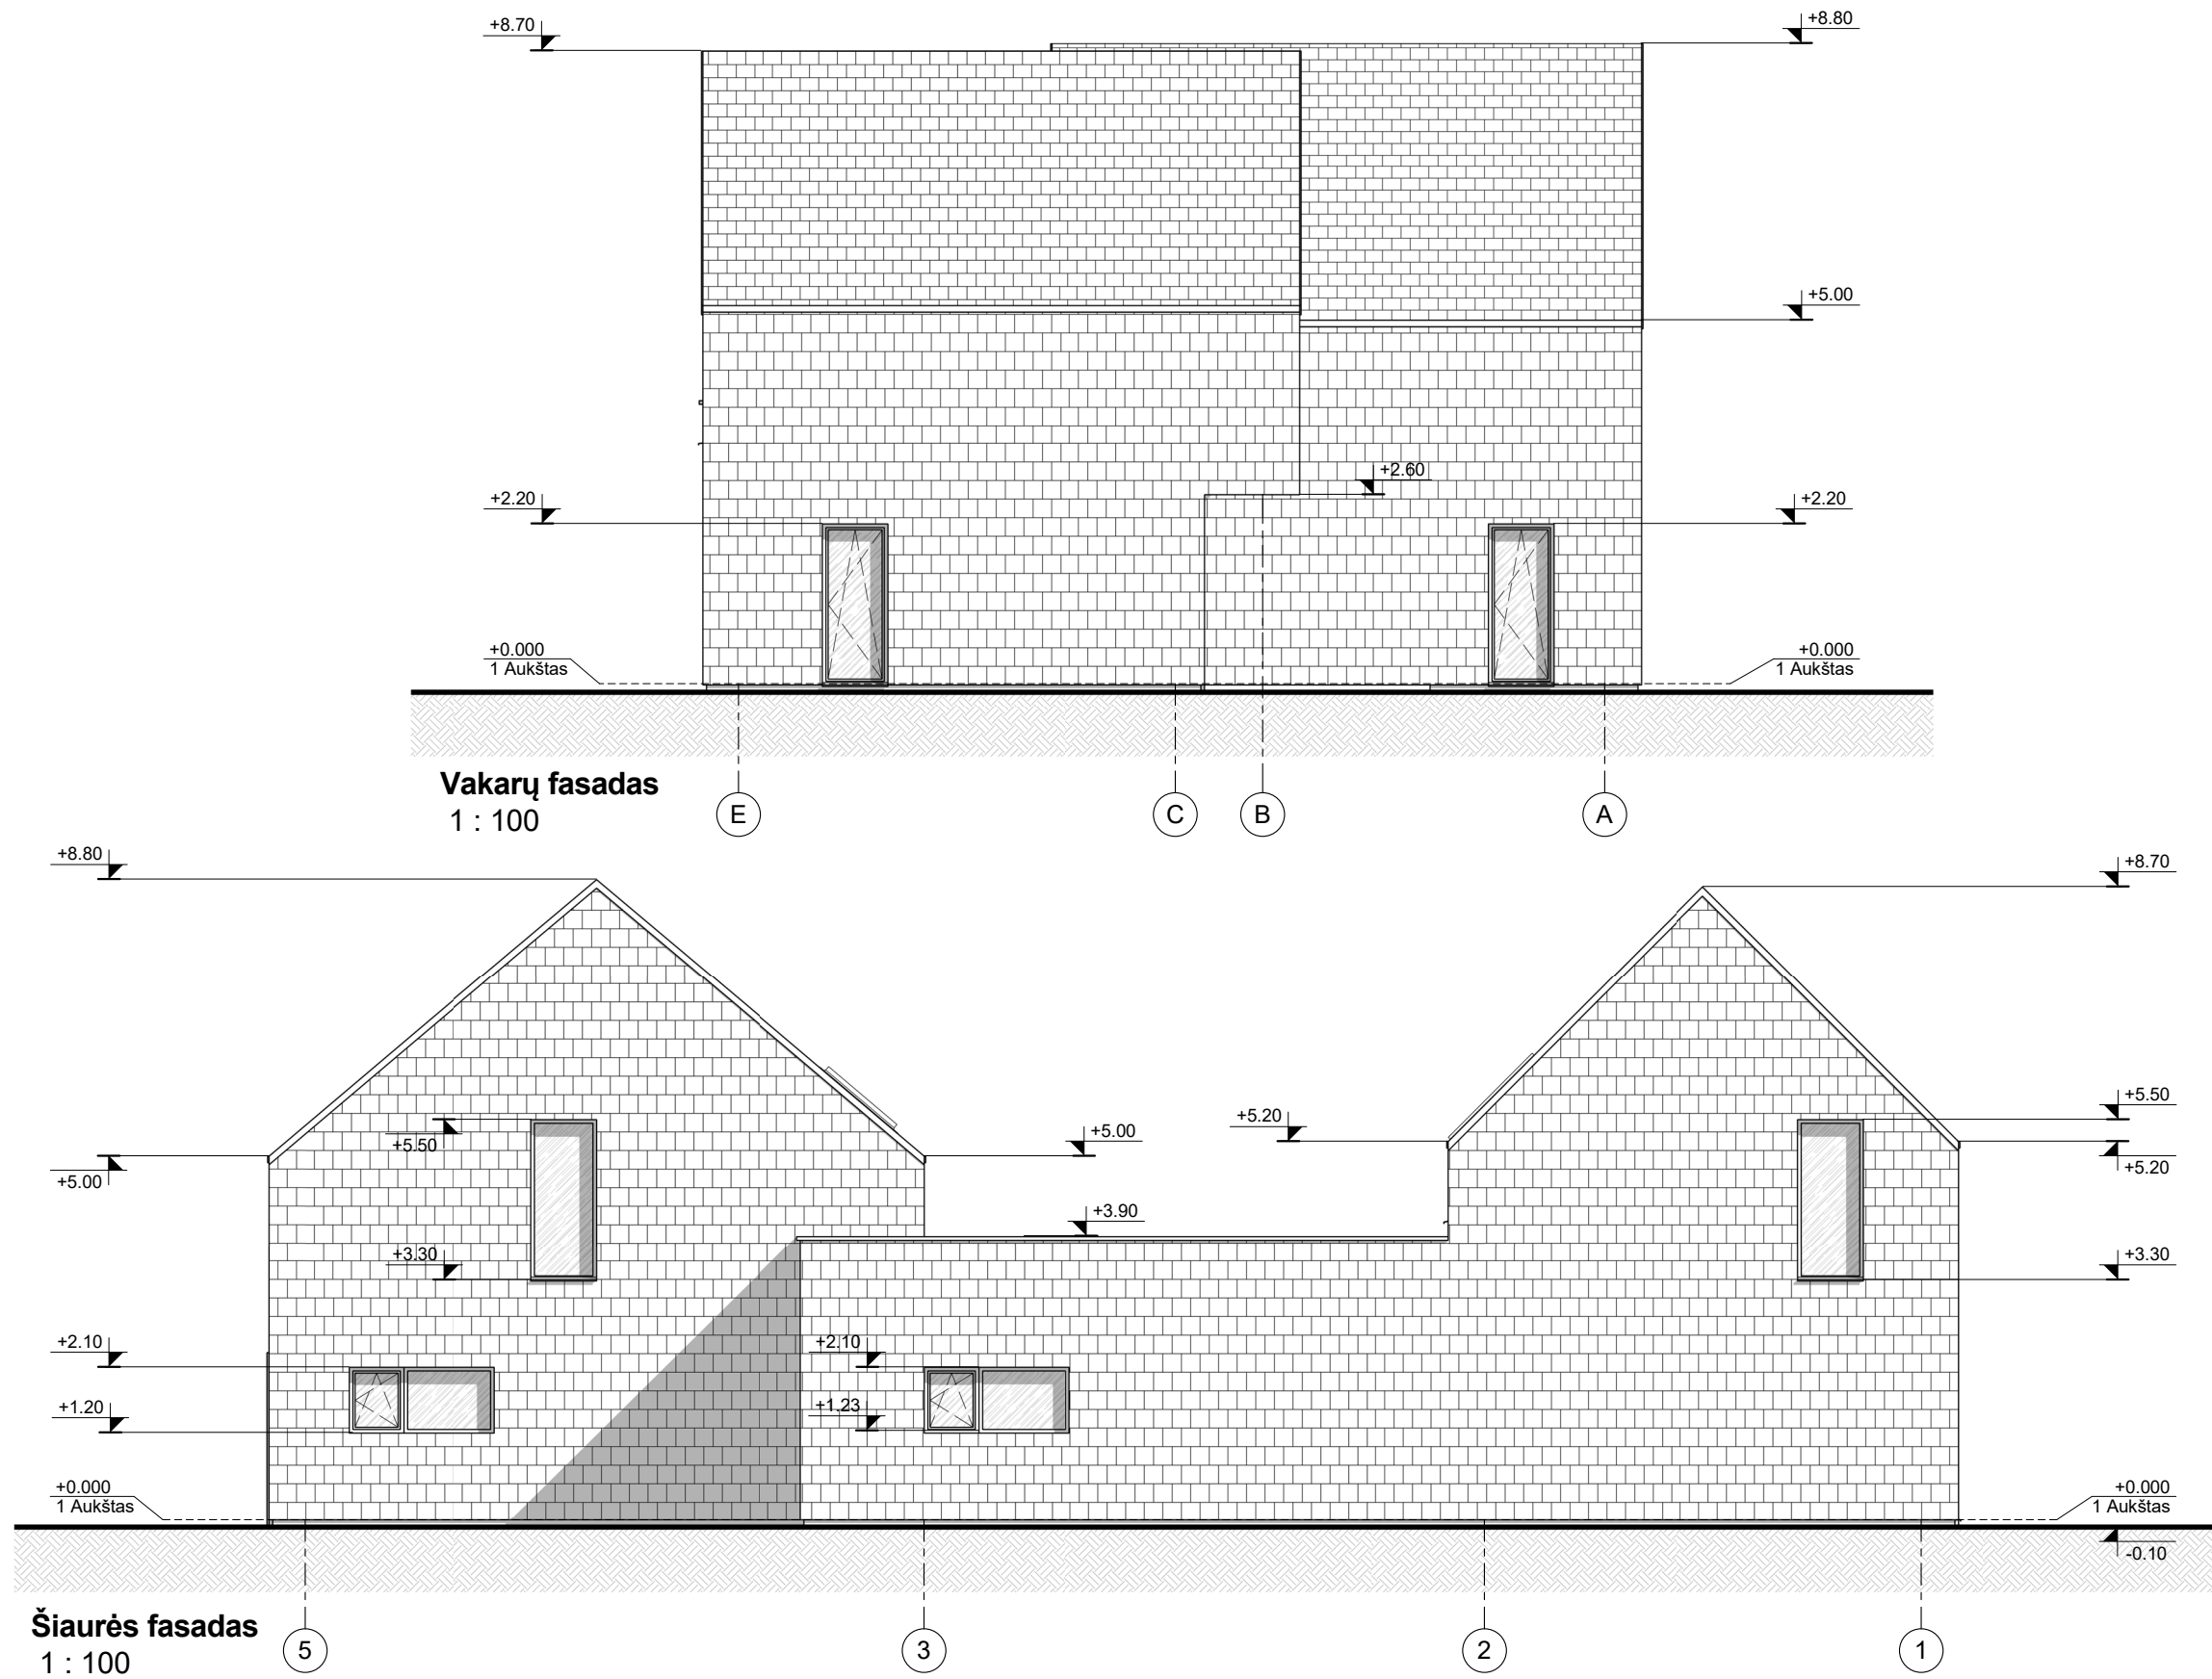 +8.70
+8.80
+5.00
+2.60
+2.20
+2.20
+0.000
1 Aukštas
+0.000
1 Aukštas
Vakarų fasadas
1 : 100
E
C
B
A
+8.80
+8.70
+5.50
+5.50
+5.20
+5.00
+5.00
+5.20
+3.90
+3.30
+3.30
+2.10
+2.10
+1.20
+1.23
+0.000
1 Aukštas
+0.000
1 Aukštas
-0.10
Šiaurės fasadas
1 : 100
5
3
2
1